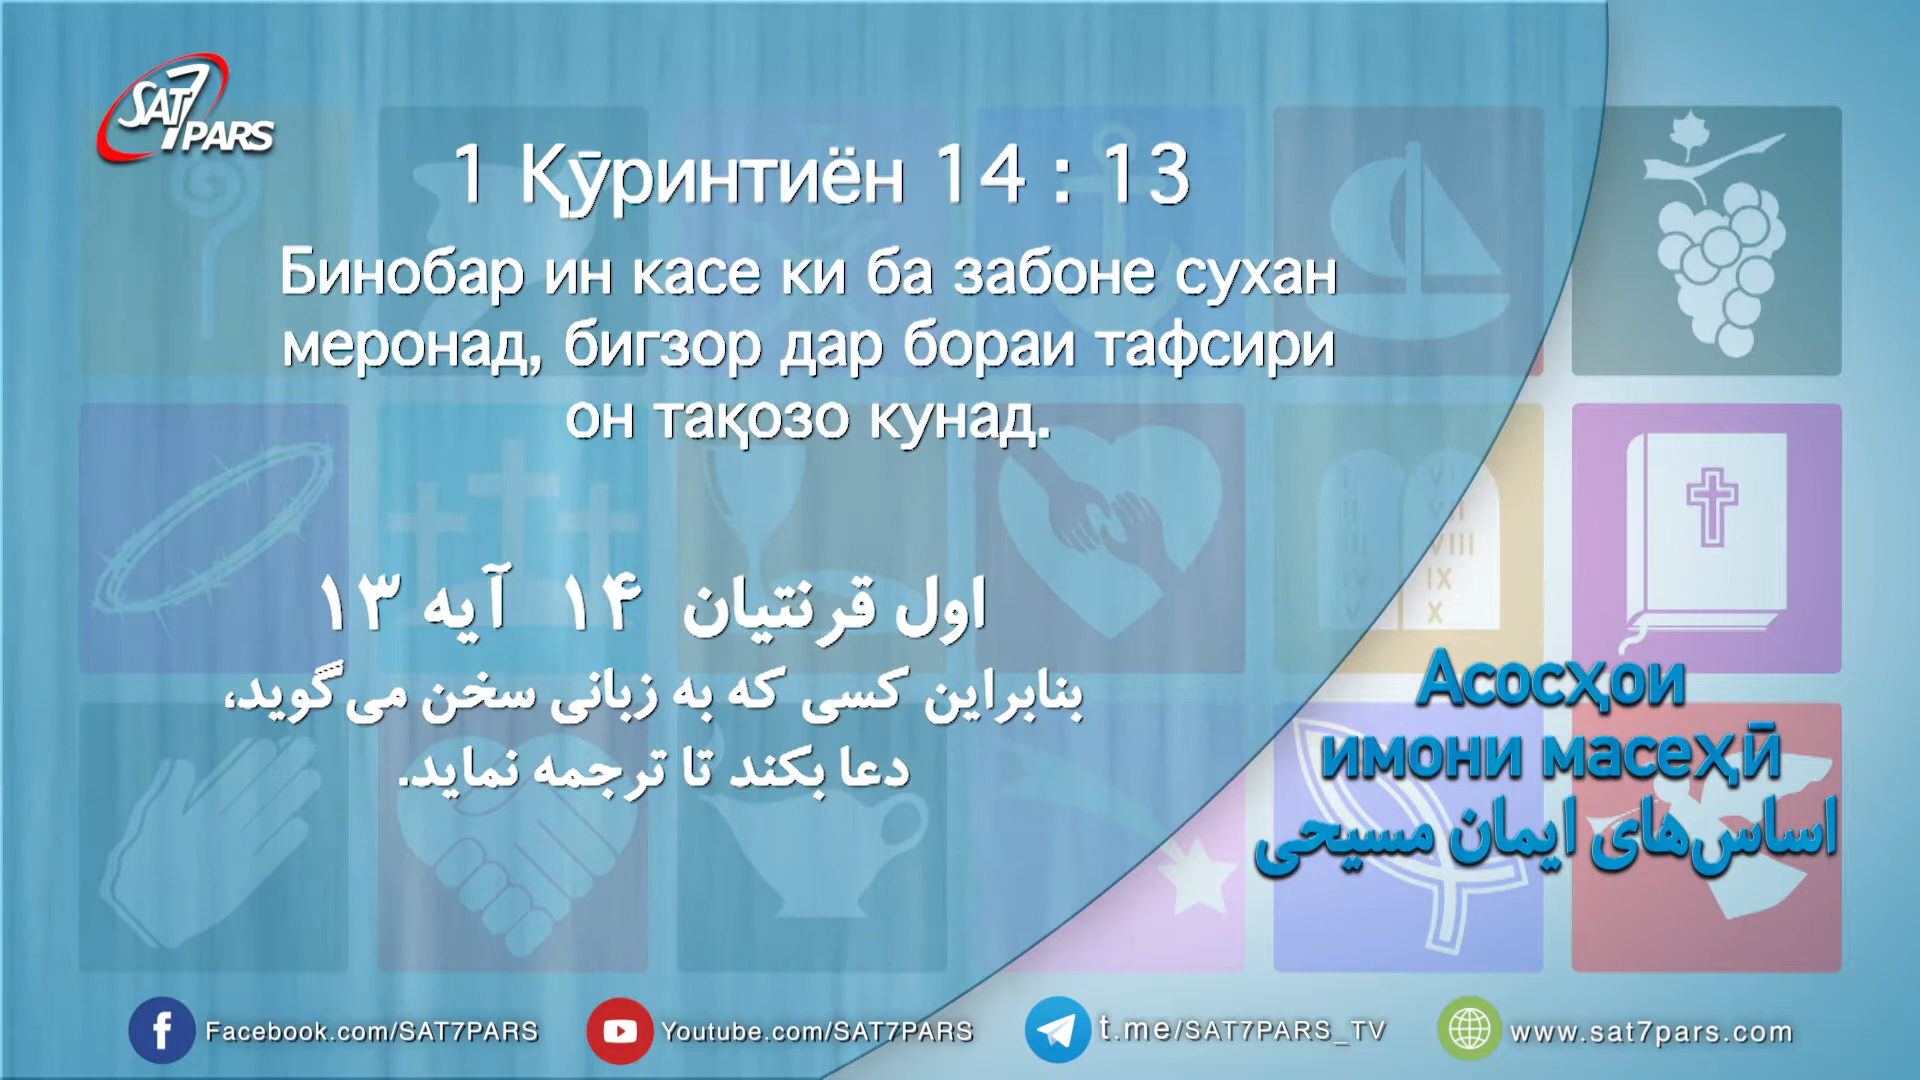 SAT7 PARS
1 Қӯринтиён 14 : 13
Бинобар ин касе ки ба забоне сухан
меронад, бигзор дар бораи тафсири
он тақозо кунад.
اول قرنتیان ۱۴ آیه ۱۳
بنابراین کسی که به زبانی سخن می‌گوید،
دعا بکند تا ترجمه نماید.
VI
VIII
IX
X
Асосҳои
имони масеҳӣ
اساس‌های ایمان مسیحی
Facebook.com/SAT7PARS
Youtube.com/SAT7PARS
t.me/SAT7PARS_TV
www.sat7pars.com